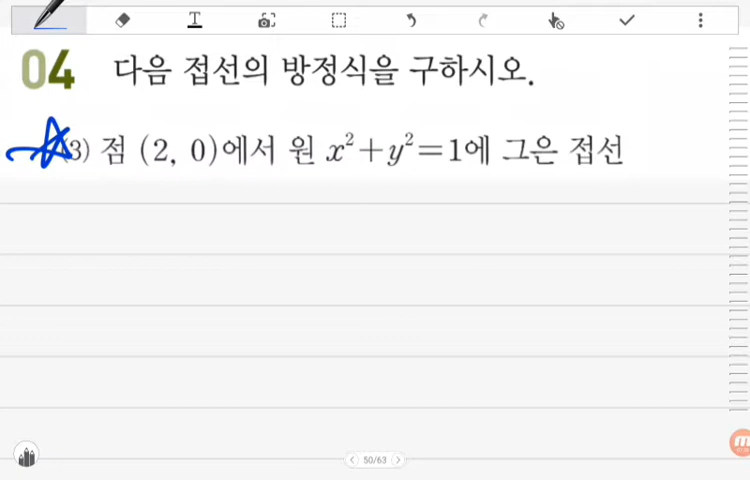 T
04 다음 접선의 방정식을 구하시오.
(3) 점 (2, 0)에서 원 x²+y²=1에 그은 접선
50/63